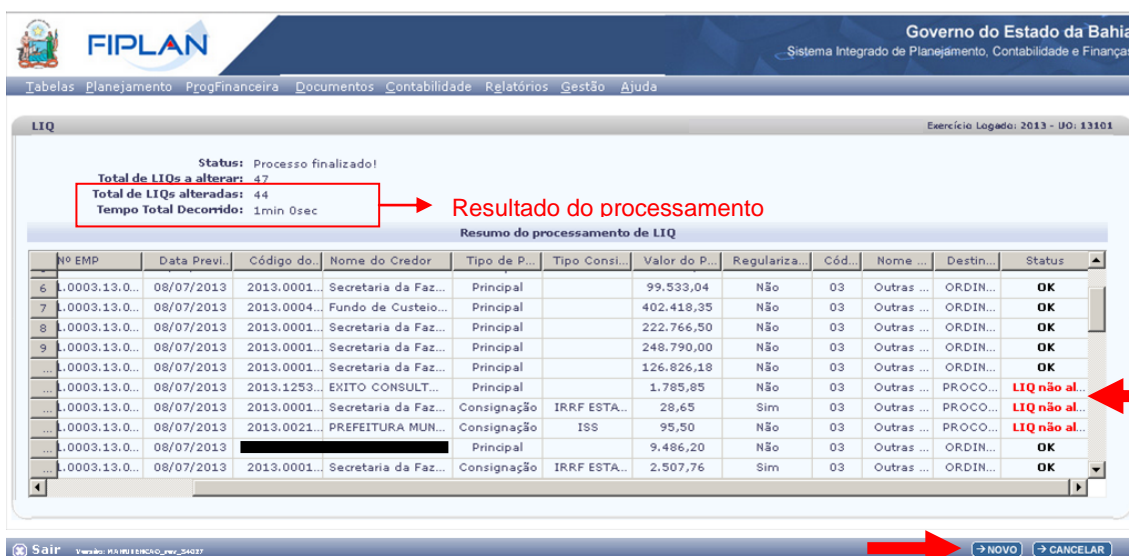 FIPLAN
Governo do Estado da Bahia
Sistema Integrado de Planejamento, Contabilidade e Finanças
Tabelas Planejamento ProgFinanceira Documentos Contabilidade Relatórios Gestão Ajuda
LIQ Exercício Logado: 2013 - UO: 13101
Status: Processo finalizado!
Total de LIQs a alterar: 47
Total de LIQs alteradas: 44
Tempo Total Decorrido: 1min 0sec
Resultado do processamento
Resumo do processamento de LIQ
Nº EMP Data Previ... Código do... Nome do Credor Tipo de P... Tipo Consi... Valor do P... Regulariza... Cód... Nome ... Destin... Status
6 1.0003.13.0... 08/07/2013 2013.0001... Secretaria da Faz... Principal 99.533,04 Não 03 Outras ... ORDIN... OK
7 1.0003.13.0... 08/07/2013 2013.0004... Fundo de Custeio... Principal 402.418,35 Não 03 Outras ... ORDIN... OK
8 1.0003.13.0... 08/07/2013 2013.0001... Secretaria da Faz... Principal 222.766,50 Não 03 Outras ... ORDIN... OK
9 1.0003.13.0... 08/07/2013 2013.0001... Secretaria da Faz... Principal 248.790,00 Não 03 Outras ... ORDIN... OK
... 1.0003.13.0... 08/07/2013 2013.0001... Secretaria da Faz... Principal 126.826,18 Não 03 Outras ... ORDIN... OK
... 1.0003.13.0... 08/07/2013 2013.1253... EXITO CONSULT... Principal 1.785,85 Não 03 Outras ... PROCO... LIQ não al...
... 1.0003.13.0... 08/07/2013 2013.0001... Secretaria da Faz... Consignação IRRF ESTA... 28,65 Sim 03 Outras ... PROCO... LIQ não al...
... 1.0003.13.0... 08/07/2013 2013.0021... PREFEITURA MUN... Consignação ISS 95,50 Não 03 Outras ... PROCO... LIQ não al...
... 1.0003.13.0... 08/07/2013 Principal 9.486,20 Não 03 Outras ... ORDIN... OK
... 1.0003.13.0... 08/07/2013 2013.0001... Secretaria da Faz... Consignação IRRF ESTA... 2.507,76 Sim 03 Outras ... ORDIN... OK
Sair Versão: MANUTENCAO_rev_54027 NOVO CANCELAR